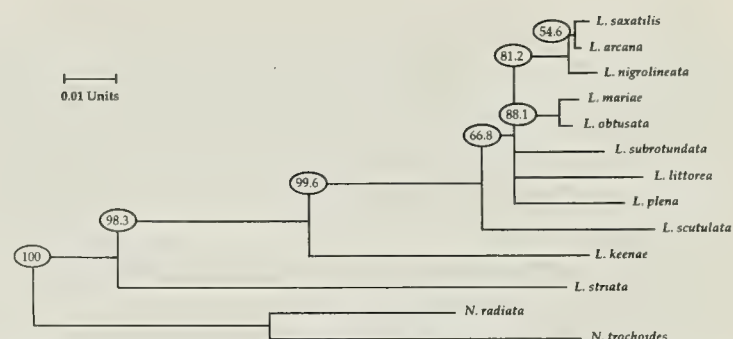 54.6
L. saxatilis
81.2
L. arcana
L. nigrolineata
0.01 Units
L. mariae
88.1
L. obtusata
66.8
L. subrotundata
99.6
L. littorea
L. plena
98.3
L. scutulata
100
L. keenae
L. striata
N. radiata
N. trochoides